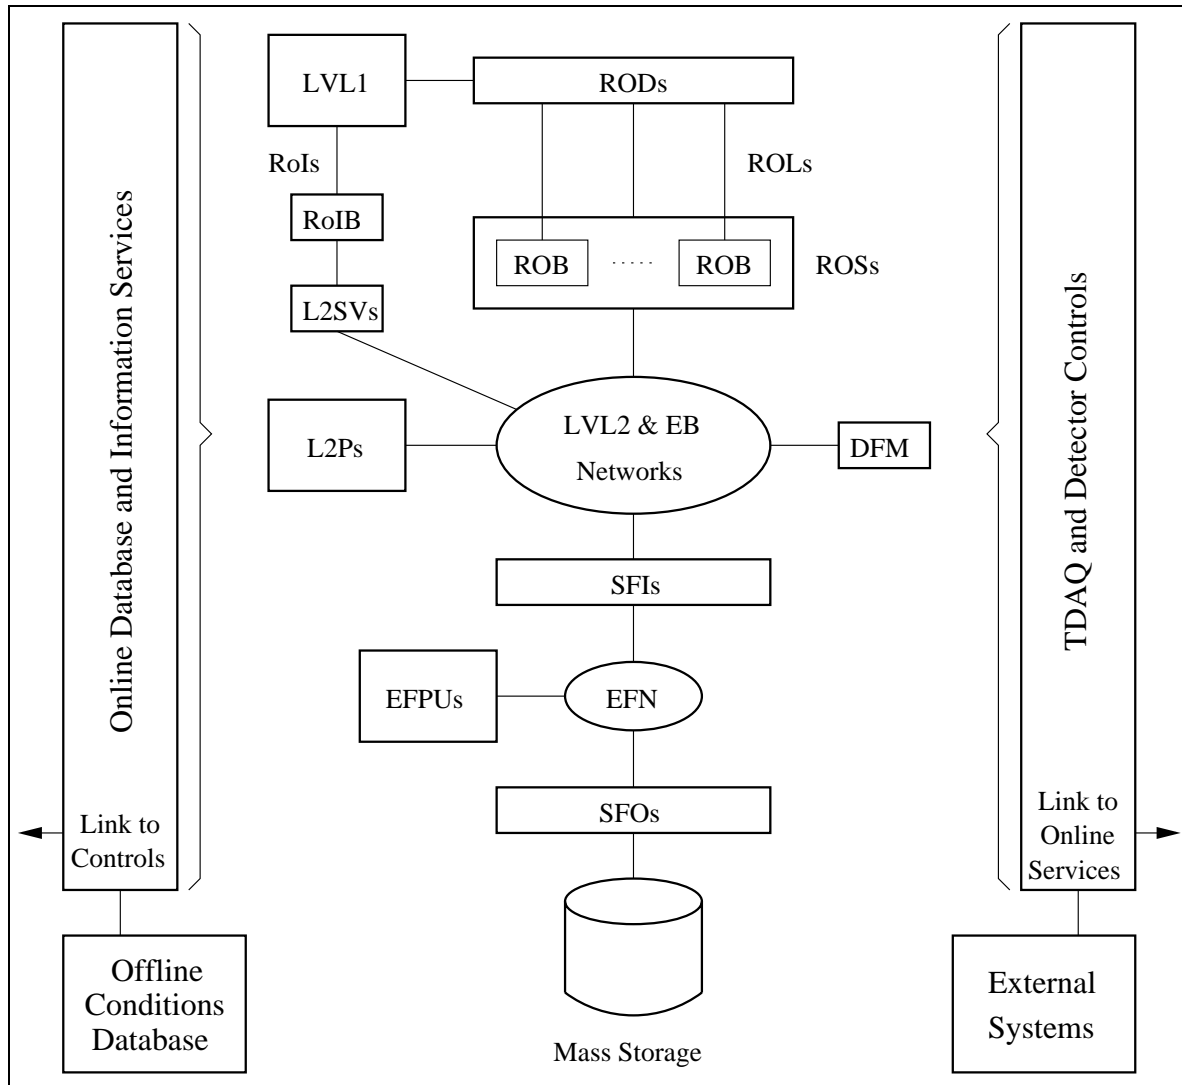 LVL1
RODs
RoIs
ROLs
RoIB
ROB
.....
ROB
ROSs
L2SVs
Online Database and Information Services
TDAQ and Detector Controls
LVL2 & EB
Networks
L2Ps
DFM
SFIs
EFPUs
EFN
SFOs
Link to
Controls
Link to
Online
Services
Offline
Conditions
Database
External
Systems
Mass Storage